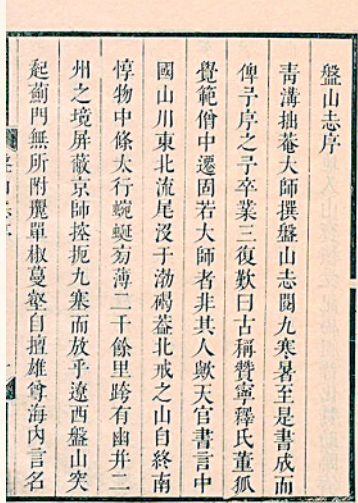 盤山志序
青溝拙菴大師撰盤山志閱九寒暑至是書成而
俾予序之予卒業三復歎曰古稱贊寧釋氏董狐
覺範僧中遷固若大師者非其人歟天官書言中
國山川東北流尾沒于渤碣葢北戒之山自終南
惇物中條太行蜿蜒旁薄二千餘里跨有幽并二
州之境屏蔽京師控扼九塞而放乎遼西盤山突
起薊門無所附麗單椒蔓壑自擅雄尊海內言名